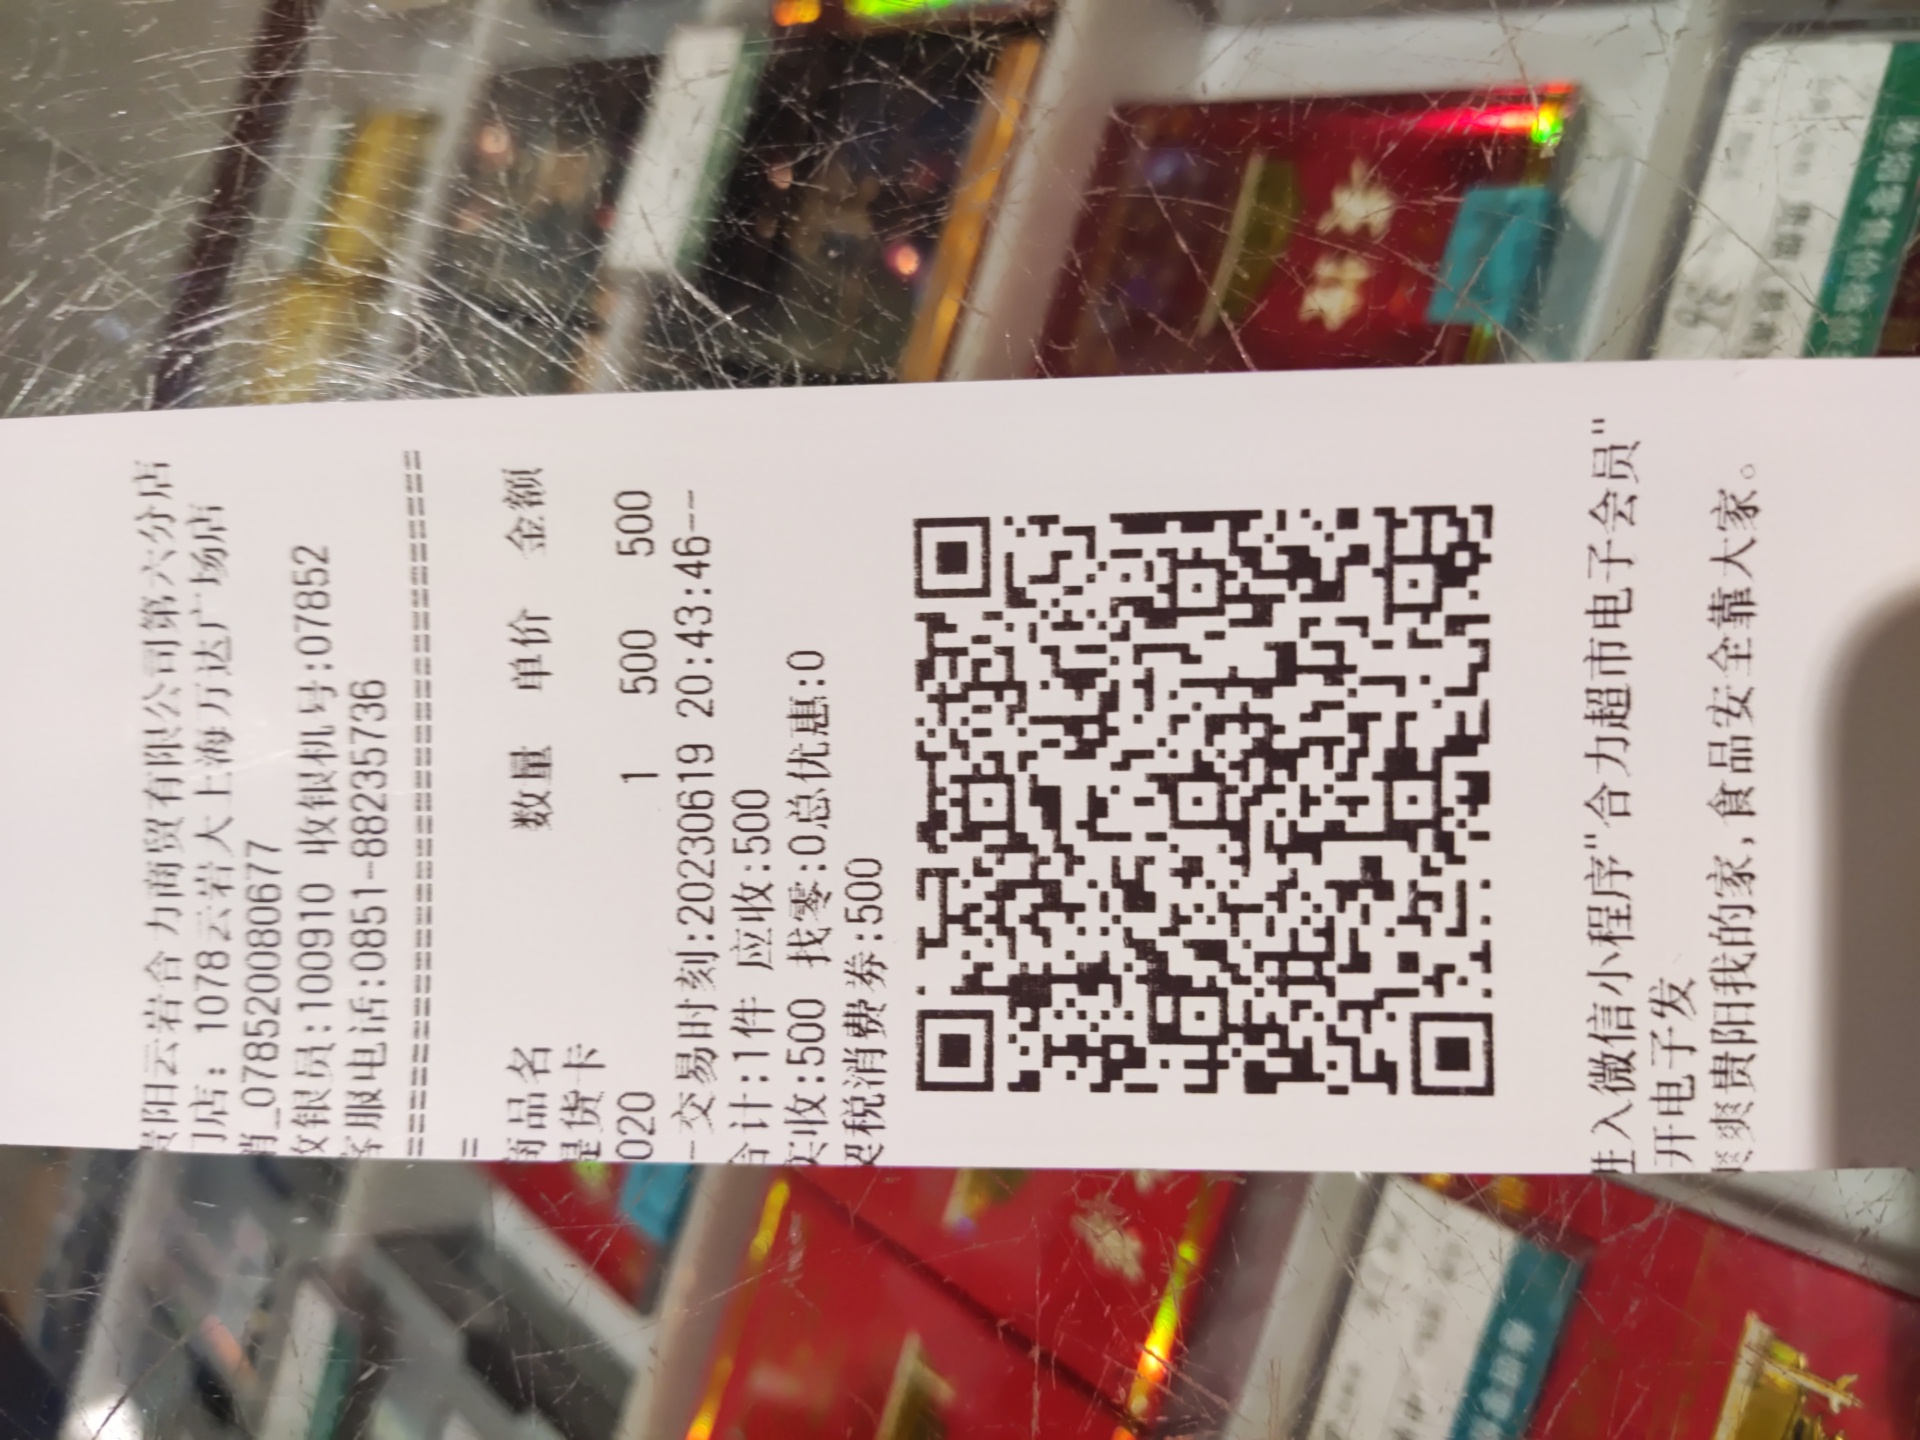 贵阳云岩合力商贸有限公司第六分店
门店: 1078云岩大上海万达广场店
销_078520080677
收银员:100910 收银机号:07852
客服电话:0851-88235736
==========================================
=
商品名 数量 单价 金额
提货卡
020 1 500 500
--交易时刻:20230619 20:43:46--
合计:1件 应收:500
实收:500 找零:0总优惠:0
契税消费券:500
进入微信小程序"合力超市电子会员"
开电子发
爽爽贵阳我的家,食品安全靠大家。